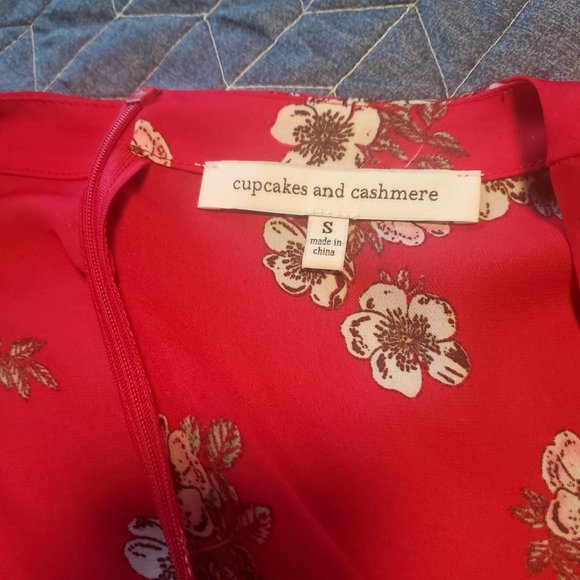 cupcakes and cashmere
S
made in
china